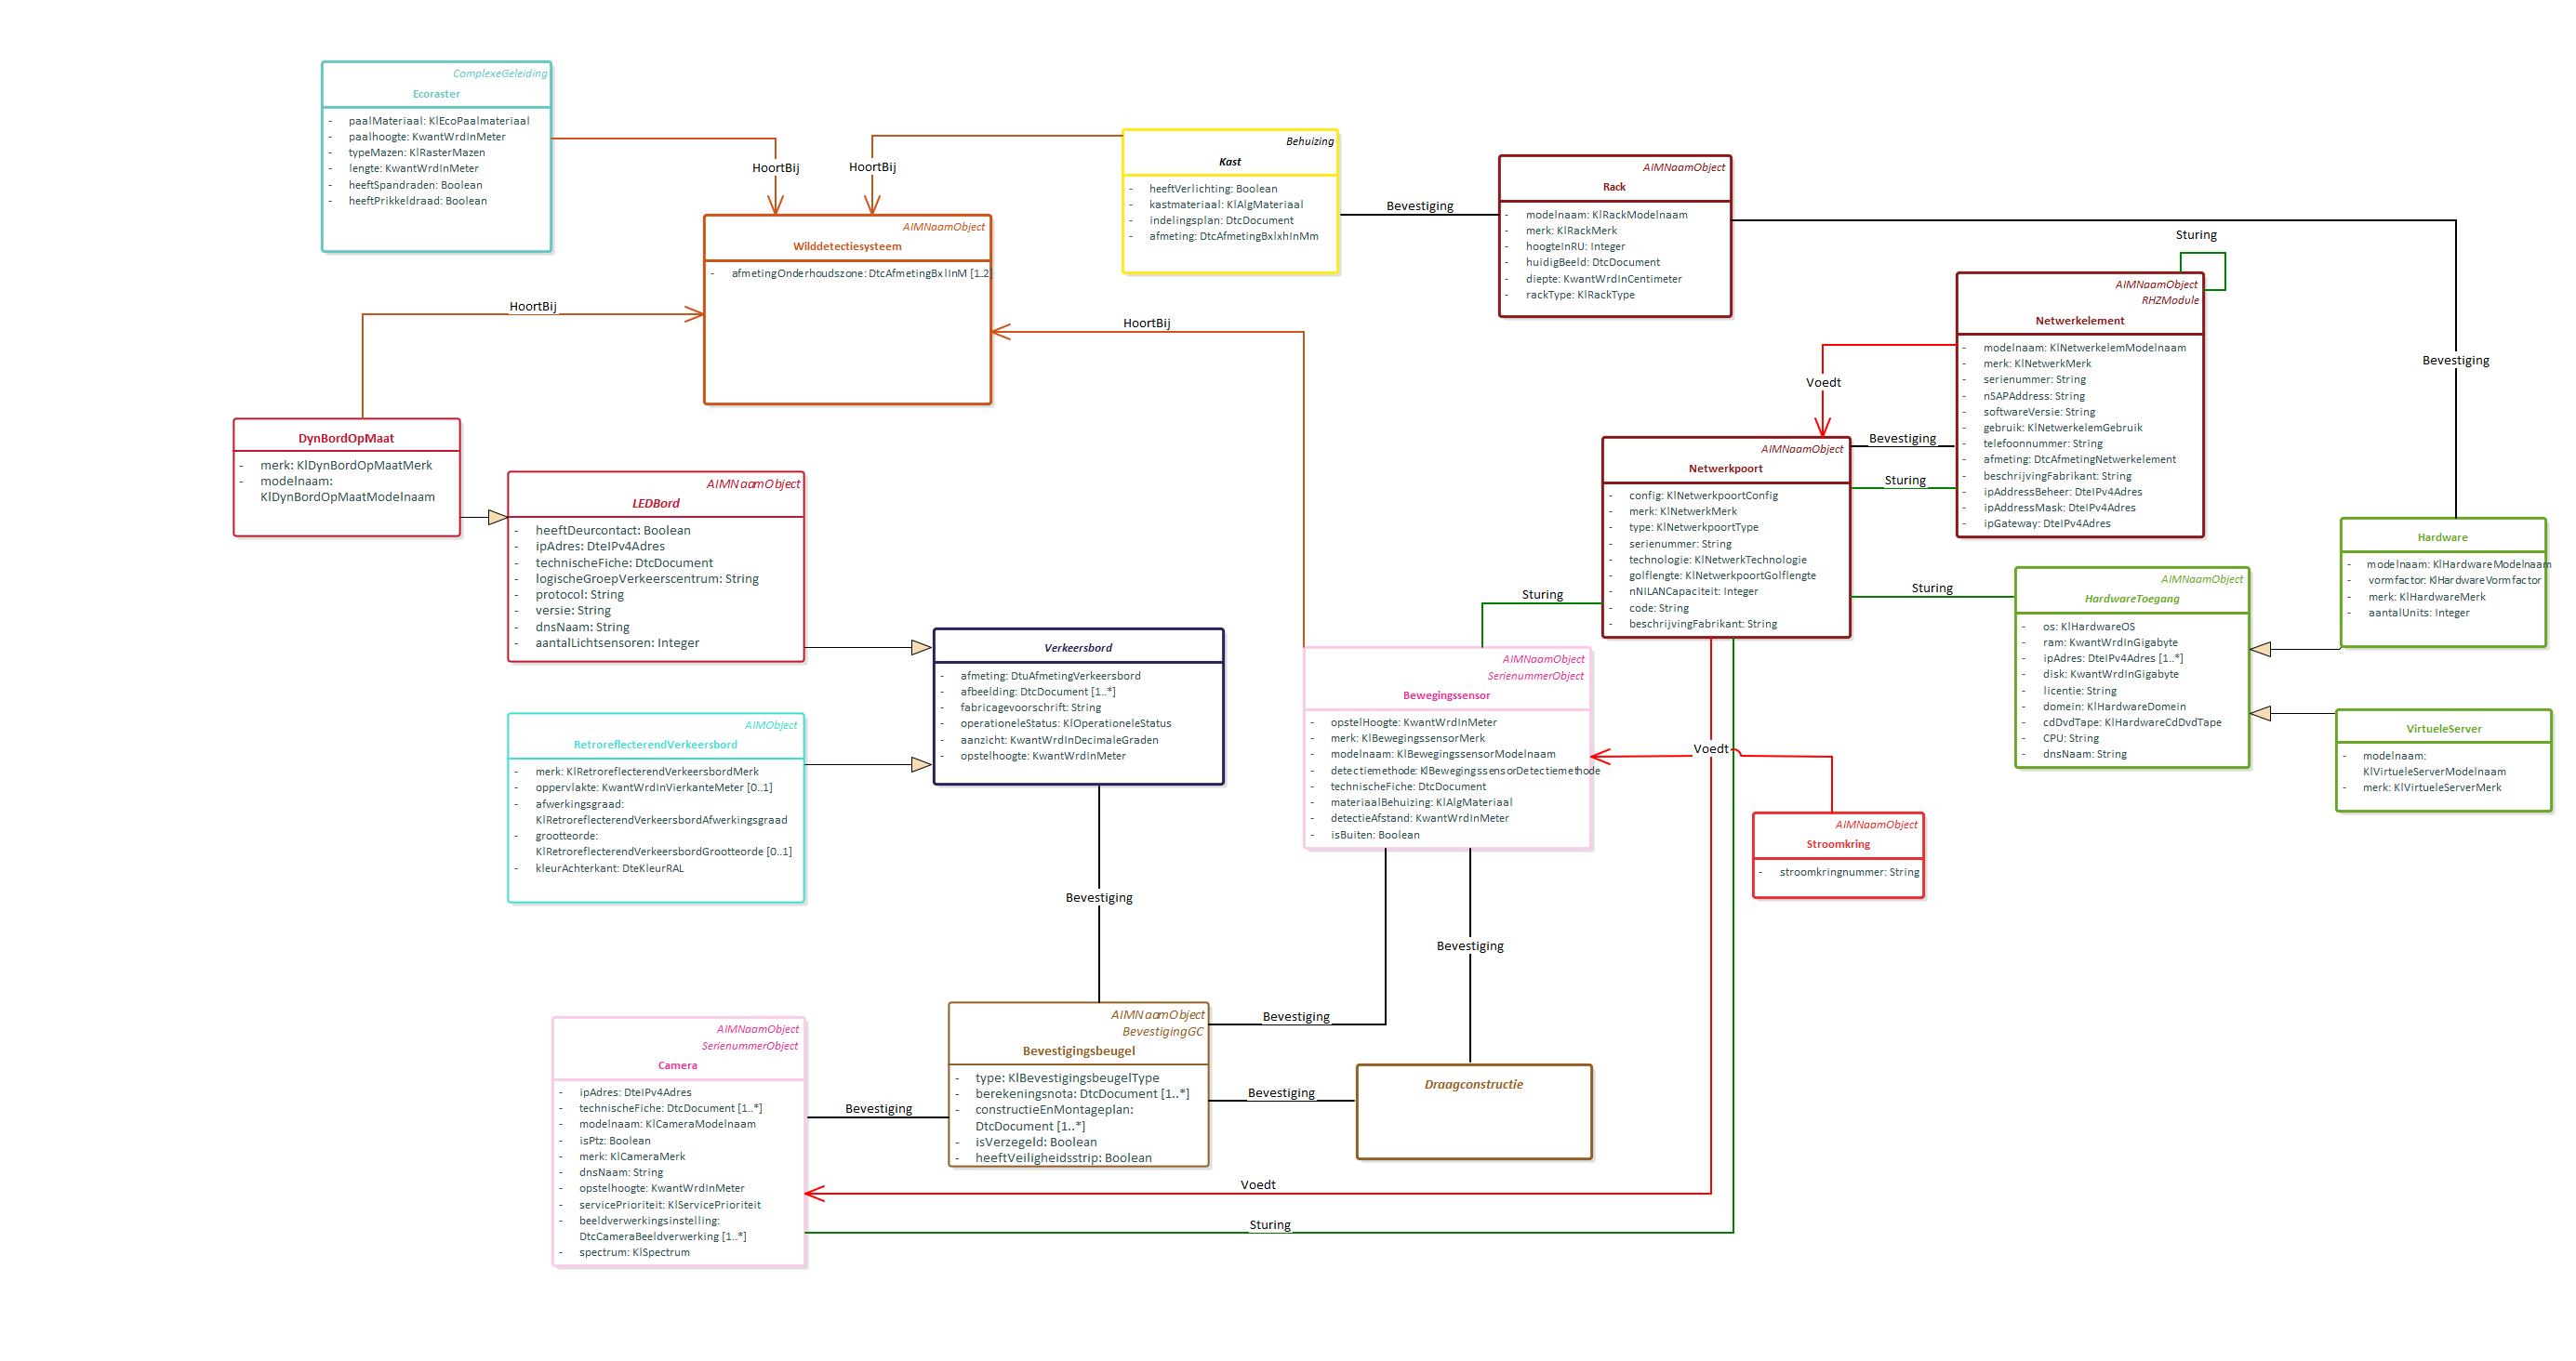 ComplexeGeleiding
Ecoraster
- paalMateriaal: KlEcoPaalmateriaal
- paalhoogte: KwantWrdInMeter
- typeMazen: KlRasterMazen
- lengte: KwantWrdInMeter
- heeftSpandraden: Boolean
- heeftPrikkeldraad: Boolean
HoortBij
HoortBij
Behuizing
Kast
- heeftVerlichting: Boolean
- kastmateriaal: KlAlgMateriaal
- indelingsplan: DtcDocument
- afmeting: DtcAfmetingBxlxhInMm
Bevestiging
AIMNaamObject
Rack
- modelnaam: KlRackModelnaam
- merk: KlRackMerk
- hoogteInRU: Integer
- huidigBeeld: DtcDocument
- diepte: KwantWrdInCentimeter
- rackType: KlRackType
AIMNaamObject
Wilddetectiesysteem
- afmetingOnderhoudszone: DtcAfmetingBxlInM [1..2]
HoortBij
HoortBij
Sturing
AIMNaamObject
RHZModule
Netwerkelement
- modelnaam: KlNetwerkelemModelnaam
- merk: KlNetwerkMerk
- serienummer: String
- nSAPAddress: String
- softwareVersie: String
- gebruik: KlNetwerkelemGebruik
- telefoonnummer: String
- afmeting: DtcAfmetingNetwerkelement
- beschrijvingFabrikant: String
- ipAddressBeheer: DteIPv4Adres
- ipAddressMask: DteIPv4Adres
- ipGateway: DteIPv4Adres
Bevestiging
Voedt
Bevestiging
Sturing
DynBordOpMaat
- merk: KlDynBordOpMaatMerk
- modelnaam:
KlDynBordOpMaatModelnaam
AIMNaamObject
LEDBord
- heeftDeurcontact: Boolean
- ipAdres: DteIPv4Adres
- technischeFiche: DtcDocument
- logischeGroepVerkeerscentrum: String
- protocol: String
- versie: String
- dnsNaam: String
- aantalLichtsensoren: Integer
AIMNaamObject
Netwerkpoort
- config: KlNetwerkpoortConfig
- merk: KlNetwerkMerk
- type: KlNetwerkpoortType
- serienummer: String
- technologie: KlNetwerkTechnologie
- golflengte: KlNetwerkpoortGolflengte
- nNILANCapaciteit: Integer
- code: String
- beschrijvingFabrikant: String
Sturing
Sturing
Hardware
- modelnaam: KlHardwareModelnaam
- vormfactor: KlHardwareVormfactor
- merk: KlHardwareMerk
- aantalUnits: Integer
AIMNaamObject
HardwareToegang
- os: KlHardwareOS
- ram: KwantWrdInGigabyte
- ipAdres: DteIPv4Adres [1..*]
- disk: KwantWrdInGigabyte
- licentie: String
- domein: KlHardwareDomein
- cdDvdTape: KlHardwareCdDvdTape
- CPU: String
- dnsNaam: String
VirtueleServer
- modelnaam:
KlVirtueleServerModelnaam
- merk: KlVirtueleServerMerk
Verkeersbord
- afmeting: DtuAfmetingVerkeersbord
- afbeelding: DtcDocument [1..*]
- fabricagevoorschrift: String
- operationeleStatus: KlOperationeleStatus
- aanzicht: KwantWrdInDecimaleGraden
- opstelhoogte: KwantWrdInMeter
AIMNaamObject
SerienummerObject
Bewegingssensor
- opstelHoogte: KwantWrdInMeter
- merk: KlBewegingssensorMerk
- modelnaam: KlBewegingssensorModelnaam
- detectiemethode: KlBewegingssensorDetectiemethode
- technischeFiche: DtcDocument
- materiaalBehuizing: KlAlgMateriaal
- detectieAfstand: KwantWrdInMeter
- isBuiten: Boolean
Voedt
AIMObject
RetroreflecterendVerkeersbord
- merk: KlRetroreflecterendVerkeersbordMerk
- oppervlakte: KwantWrdInVierkanteMeter [0..1]
- afwerkingsgraad:
KlRetroreflecterendVerkeersbordAfwerkingsgraad
- grootteorde:
KlRetroreflecterendVerkeersbordGrootteorde [0..1]
- kleurAchterkant: DteKleurRAL
AIMNaamObject
Stroomkring
- stroomkringnummer: String
Bevestiging
Bevestiging
Bevestiging
AIMNaamObject
BevestigingGC
Bevestigingsbeugel
- type: KlBevestigingsbeugelType
- berekeningsnota: DtcDocument [1..*]
- constructieEnMontageplan:
DtcDocument [1..*]
- isVerzegeld: Boolean
- heeftVeiligheidsstrip: Boolean
Bevestiging
Draagconstructie
AIMNaamObject
SerienummerObject
Camera
- ipAdres: DteIPv4Adres
- technischeFiche: DtcDocument [1..*]
- modelnaam: KlCameraModelnaam
- isPtz: Boolean
- merk: KlCameraMerk
- dnsNaam: String
- opstelhoogte: KwantWrdInMeter
- servicePrioriteit: KlServicePrioriteit
- beeldverwerkingsinstelling:
DtcCameraBeeldverwerking [1..*]
- spectrum: KlSpectrum
Bevestiging
Voedt
Sturing